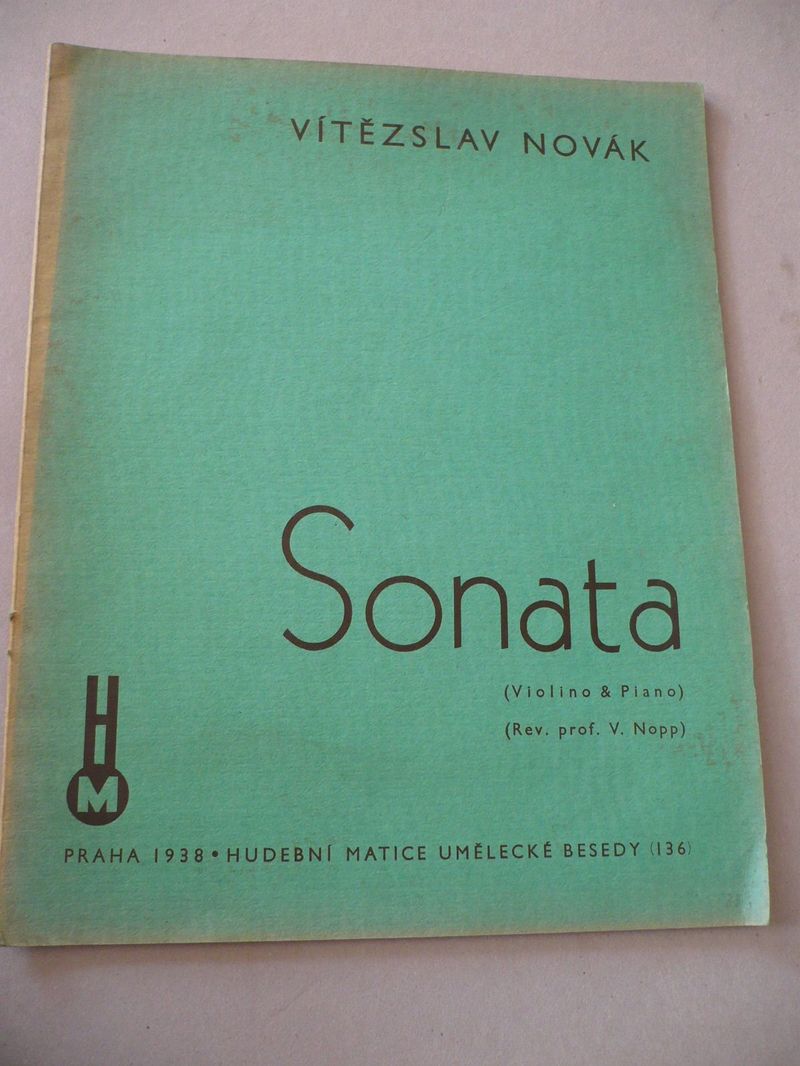 VÍTĚZSLAV NOVÁK
Sonata
(Violino & Piano)
(Rev. prof. V. Nopp)
HM
PRAHA 1938 • HUDEBNÍ MATICE UMĚLECKÉ BESEDY (136)